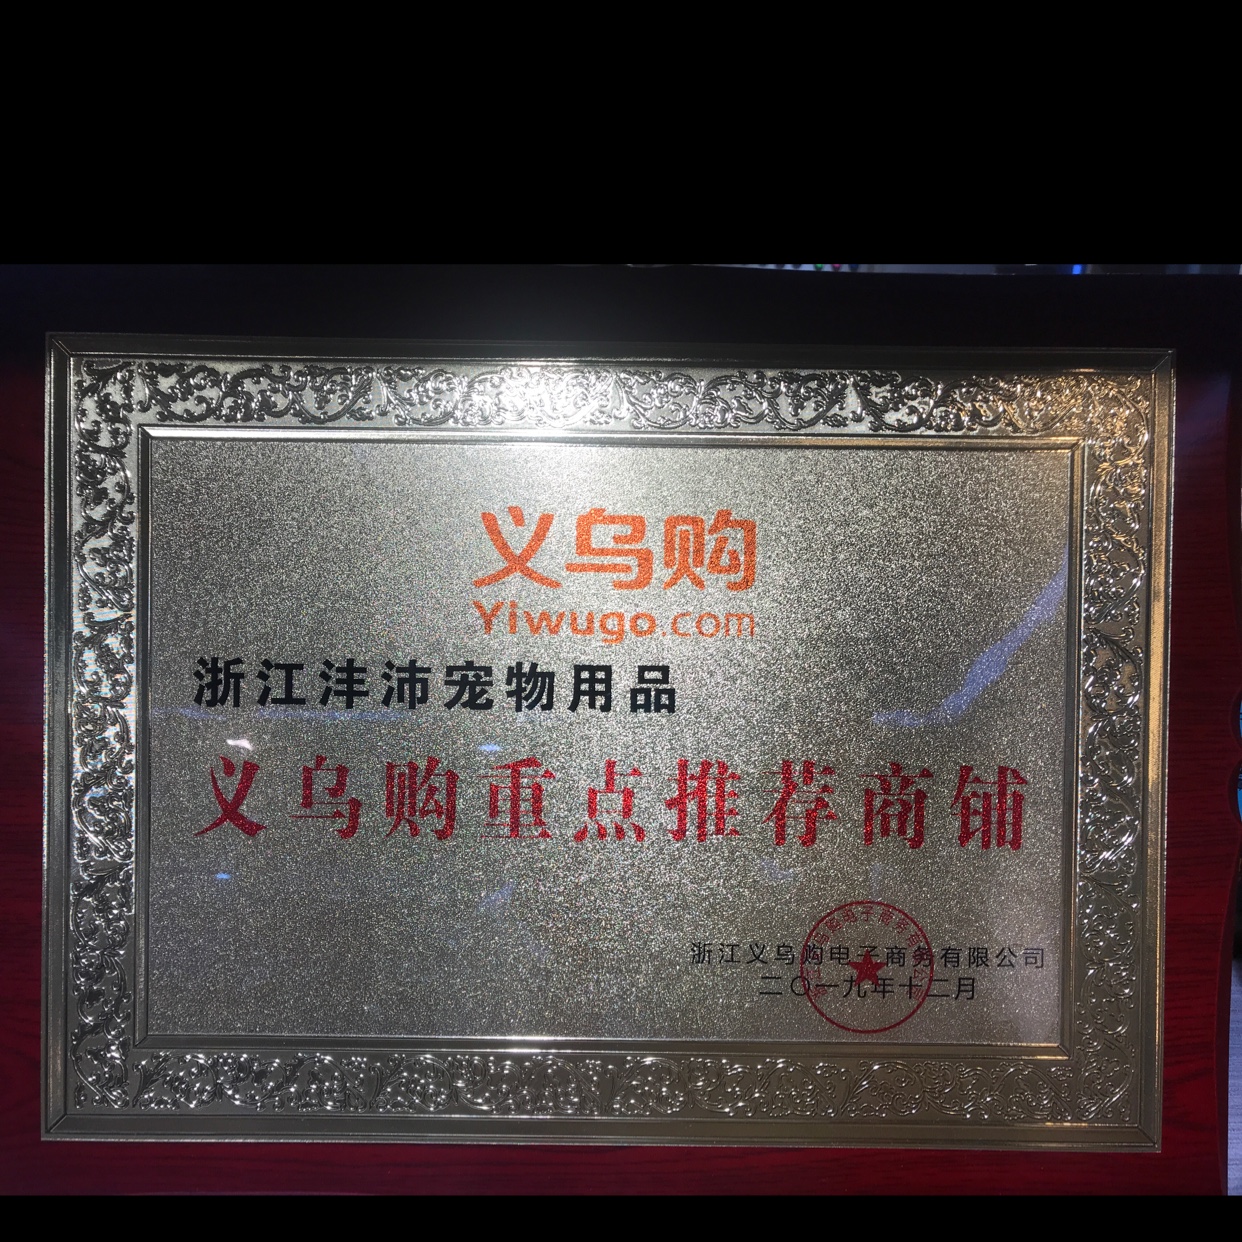 义乌购
Yiwugo.com
浙江沣沛宠物用品
义乌购重点推荐商铺
浙江义乌购电子商务有限公司
二〇一九年十二月